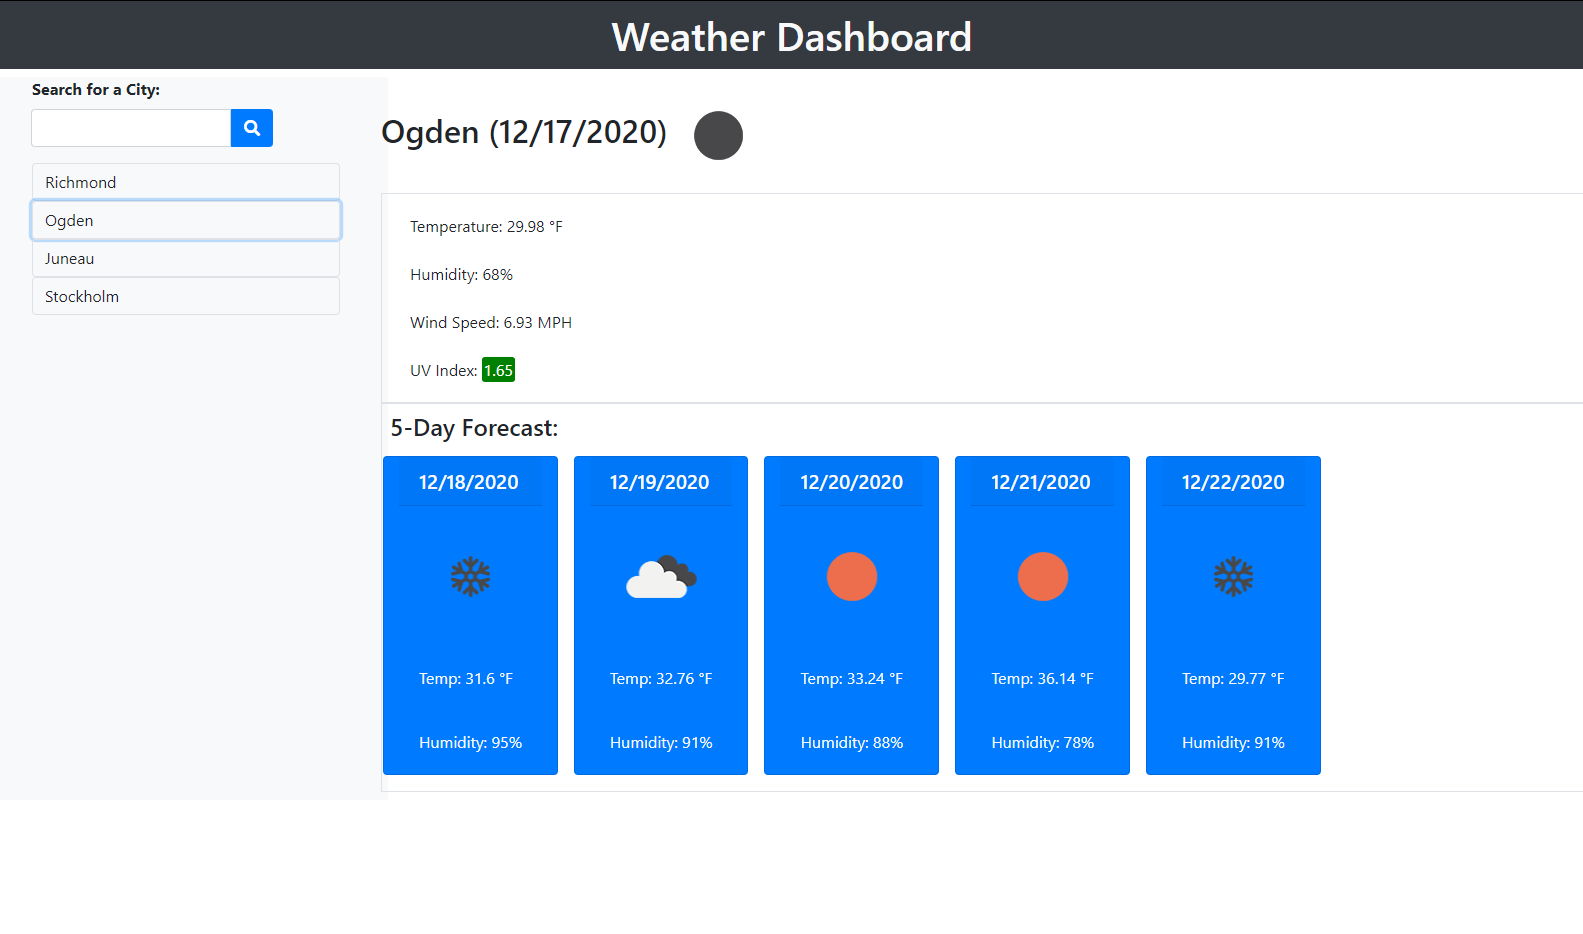 Weather Dashboard
Search for a City:
Richmond
Ogden
Juneau
Stockholm
Ogden (12/17/2020)
Temperature: 29.98 °F
Humidity: 68%
Wind Speed: 6.93 MPH
UV Index: 1.65
5-Day Forecast:
12/18/2020
Temp: 31.6 °F
Humidity: 95%
12/19/2020
Temp: 32.76 °F
Humidity: 91%
12/20/2020
Temp: 33.24 °F
Humidity: 88%
12/21/2020
Temp: 36.14 °F
Humidity: 78%
12/22/2020
Temp: 29.77 °F
Humidity: 91%